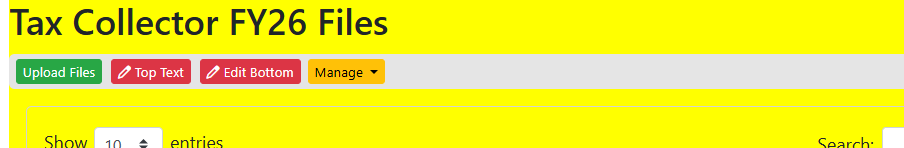 Tax Collector FY26 Files
Upload Files Top Text Edit Bottom Manage
Show 10 entries Search: